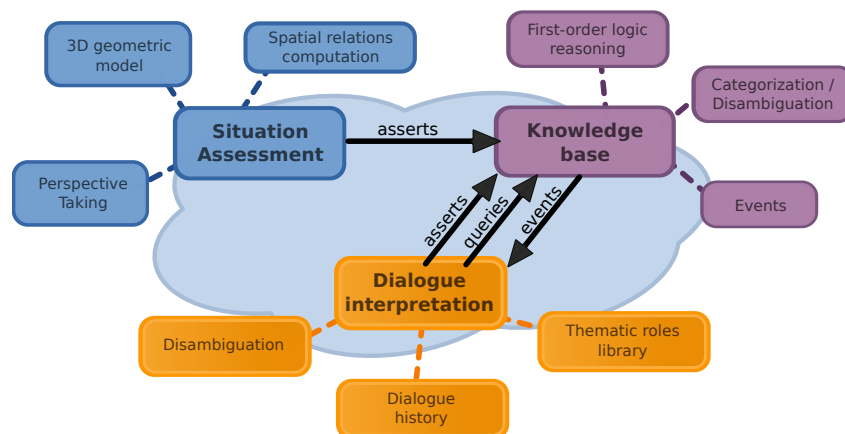 3D geometric
model
Spatial relations
computation
First-order logic
reasoning
Categorization /
Disambiguation
Situation
Assessment
asserts
Knowledge
base
Perspective
Taking
Events
asserts
queries
events
Dialogue
interpretation
Disambiguation
Thematic roles
library
Dialogue
history